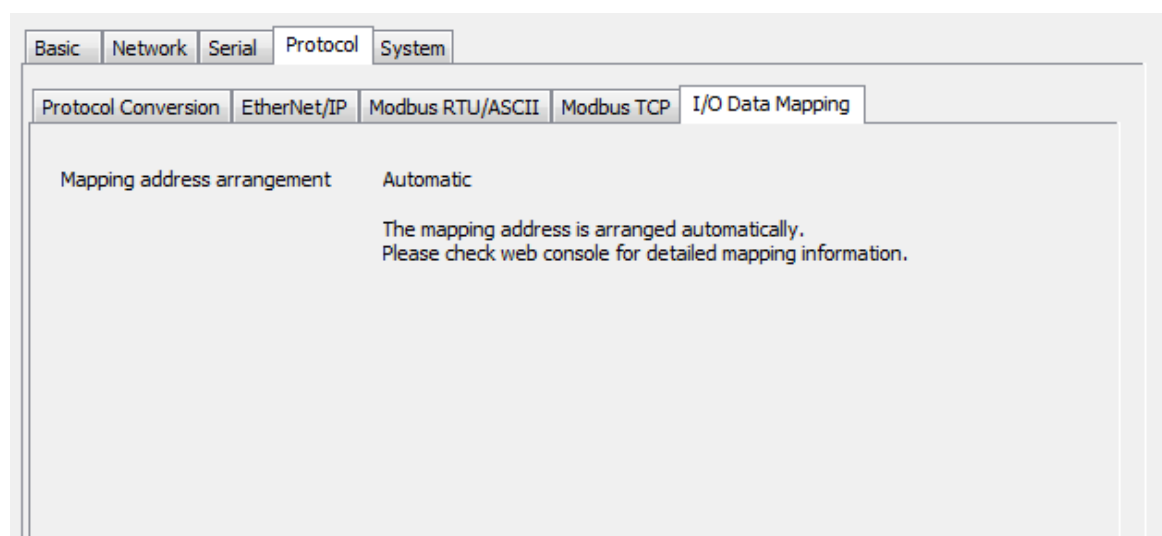 Basic Network Serial Protocol System
Protocol Conversion EtherNet/IP Modbus RTU/ASCII Modbus TCP I/O Data Mapping
Mapping address arrangement Automatic
The mapping address is arranged automatically.
Please check web console for detailed mapping information.